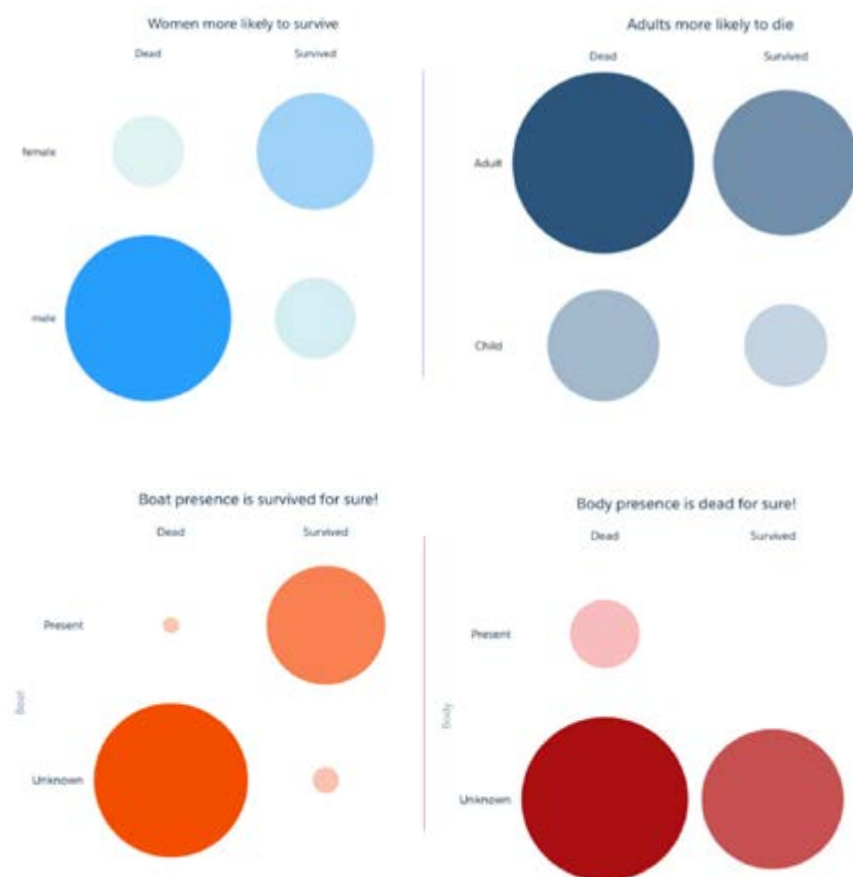 Women more likely to survive
Dead Survived
female
male
Adults more likely to die
Dead Survived
Adult
Child
Boat presence is survived for sure!
Dead Survived
Present
Boat
Unknown
Body presence is dead for sure!
Dead Survived
Present
Body
Unknown